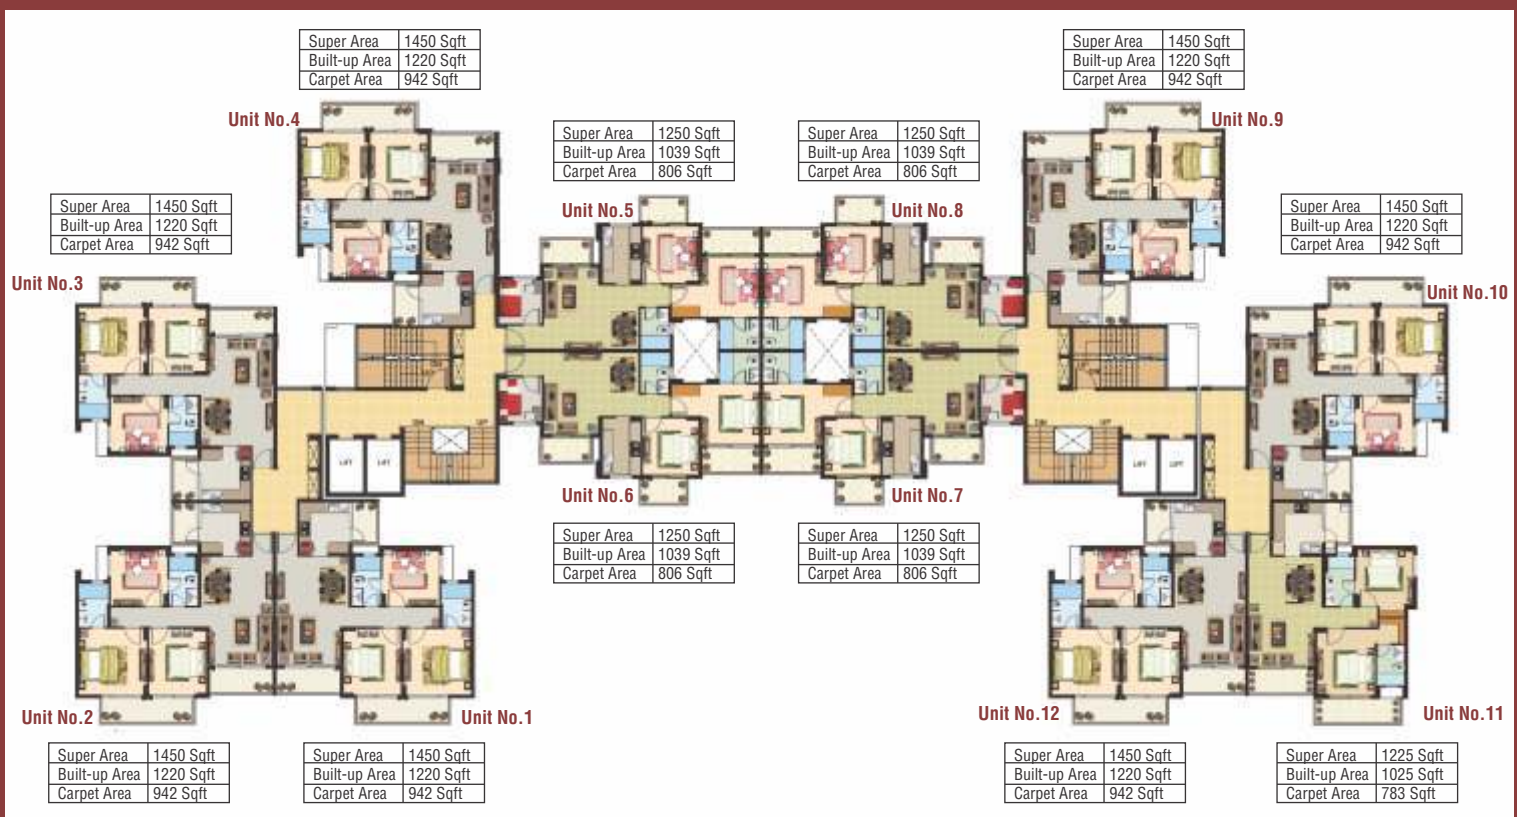 Super Area 1450 Sqft
Built-up Area 1220 Sqft
Carpet Area 942 Sqft
Unit No.4
Super Area 1450 Sqft
Built-up Area 1220 Sqft
Carpet Area 942 Sqft
Unit No.9
Super Area 1250 Sqft
Built-up Area 1039 Sqft
Carpet Area 806 Sqft
Unit No.5
Super Area 1250 Sqft
Built-up Area 1039 Sqft
Carpet Area 806 Sqft
Unit No.8
Super Area 1450 Sqft
Built-up Area 1220 Sqft
Carpet Area 942 Sqft
Unit No.3
Super Area 1450 Sqft
Built-up Area 1220 Sqft
Carpet Area 942 Sqft
Unit No.10
LIFT LIFT
LIFT LIFT
Unit No.6
Super Area 1250 Sqft
Built-up Area 1039 Sqft
Carpet Area 806 Sqft
Unit No.7
Super Area 1250 Sqft
Built-up Area 1039 Sqft
Carpet Area 806 Sqft
Unit No.2
Super Area 1450 Sqft
Built-up Area 1220 Sqft
Carpet Area 942 Sqft
Unit No.1
Super Area 1450 Sqft
Built-up Area 1220 Sqft
Carpet Area 942 Sqft
Unit No.12
Super Area 1450 Sqft
Built-up Area 1220 Sqft
Carpet Area 942 Sqft
Unit No.11
Super Area 1225 Sqft
Built-up Area 1025 Sqft
Carpet Area 783 Sqft